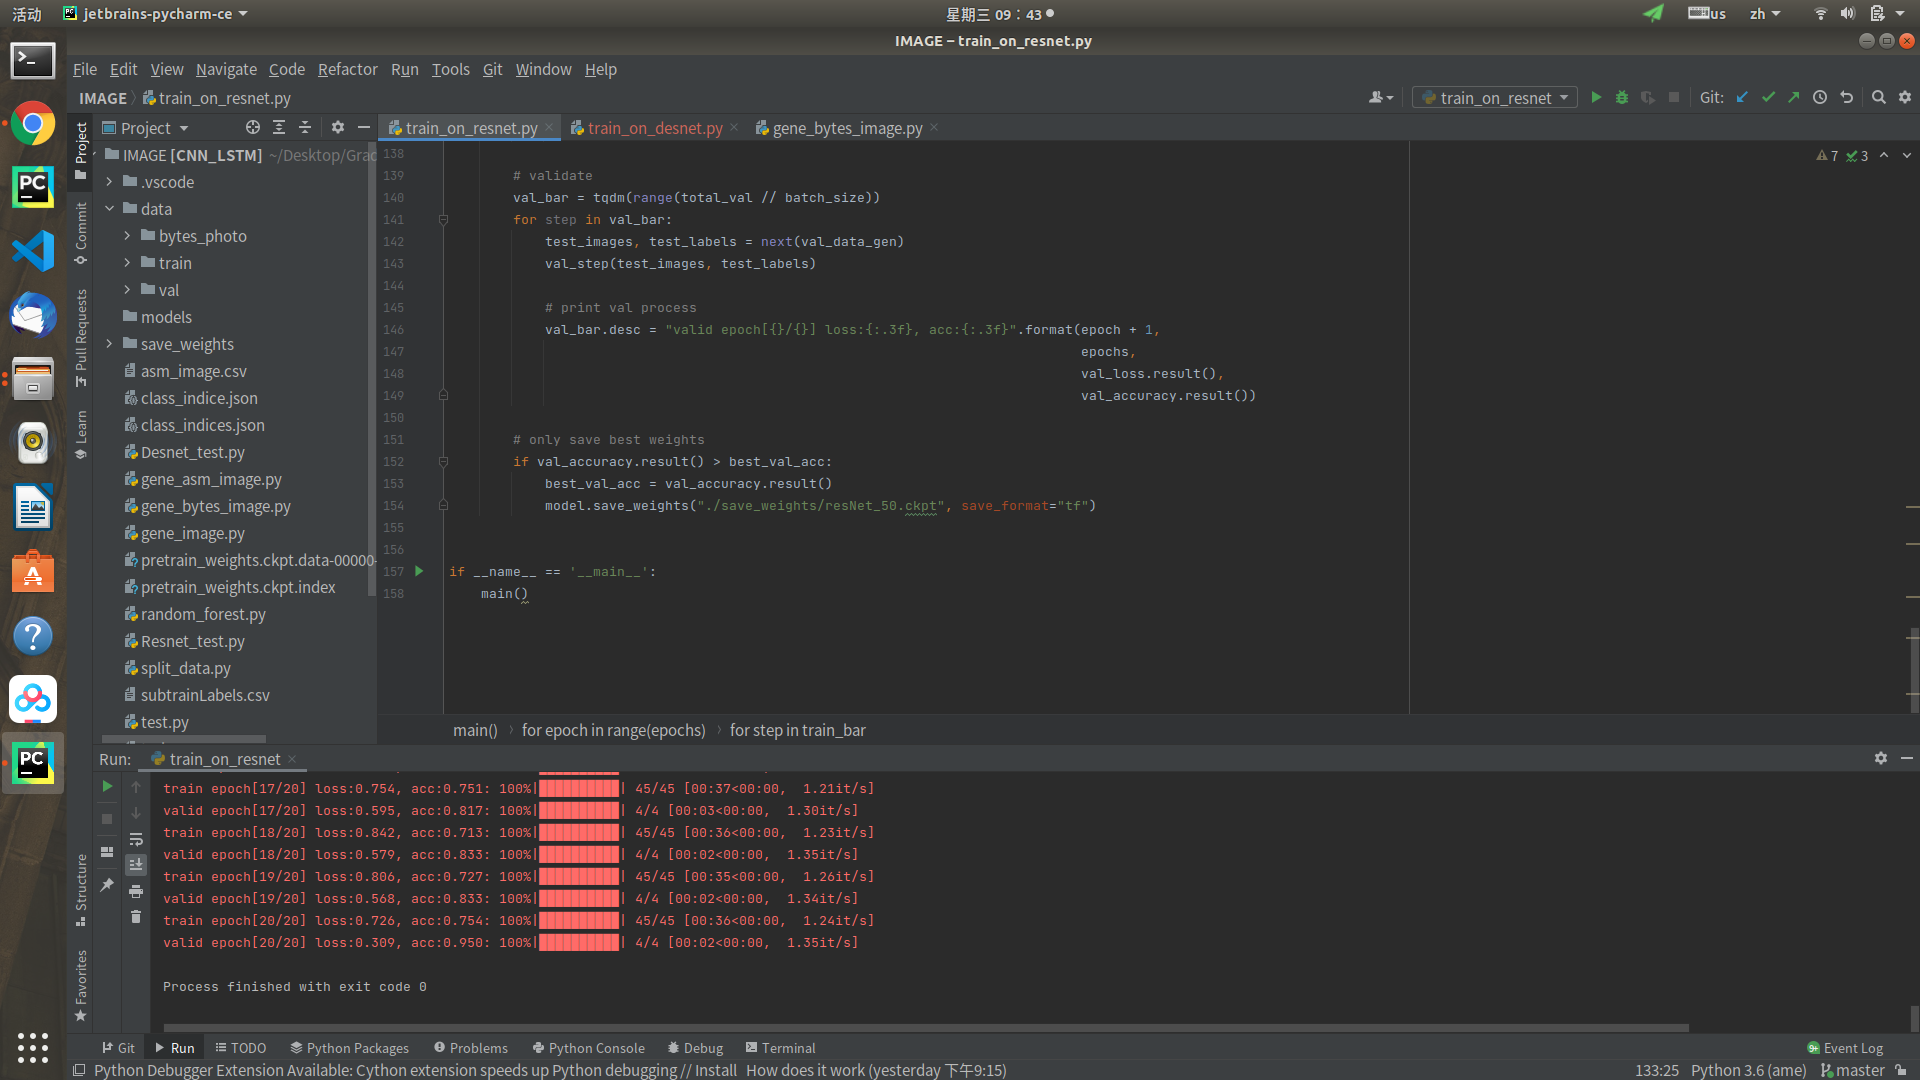 活动 jetbrains-pycharm-ce 星期三 09：43 us zh
IMAGE – train_on_resnet.py
File Edit View Navigate Code Refactor Run Tools Git Window Help
IMAGE train_on_resnet.py train_on_resnet Git:
Project train_on_resnet.py train_on_desnet.py gene_bytes_image.py
Project
Commit
Pull Requests
Learn
Structure
Favorites
IMAGE [CNN_LSTM] ~/Desktop/Grad
.vscode
data
bytes_photo
train
val
models
save_weights
asm_image.csv
class_indice.json
class_indices.json
Desnet_test.py
gene_asm_image.py
gene_bytes_image.py
gene_image.py
pretrain_weights.ckpt.data-00000-
pretrain_weights.ckpt.index
random_forest.py
Resnet_test.py
split_data.py
subtrainLabels.csv
test.py
7 3
138
139 # validate
140 val_bar = tqdm(range(total_val // batch_size))
141 for step in val_bar:
142 test_images, test_labels = next(val_data_gen)
143 val_step(test_images, test_labels)
144
145 # print val process
146 val_bar.desc = "valid epoch[{}/{}] loss:{:.3f}, acc:{:.3f}".format(epoch + 1,
147 epochs,
148 val_loss.result(),
149 val_accuracy.result())
150
151 # only save best weights
152 if val_accuracy.result() > best_val_acc:
153 best_val_acc = val_accuracy.result()
154 model.save_weights("./save_weights/resNet_50.ckpt", save_format="tf")
155
156
157 if __name__ == '__main__':
158 main()
main() for epoch in range(epochs) for step in train_bar
Run: train_on_resnet
train epoch[17/20] loss:0.754, acc:0.751: 100%|██████████| 45/45 [00:37<00:00, 1.21it/s]
valid epoch[17/20] loss:0.595, acc:0.817: 100%|██████████| 4/4 [00:03<00:00, 1.30it/s]
train epoch[18/20] loss:0.842, acc:0.713: 100%|██████████| 45/45 [00:36<00:00, 1.23it/s]
valid epoch[18/20] loss:0.579, acc:0.833: 100%|██████████| 4/4 [00:02<00:00, 1.35it/s]
train epoch[19/20] loss:0.806, acc:0.727: 100%|██████████| 45/45 [00:35<00:00, 1.26it/s]
valid epoch[19/20] loss:0.568, acc:0.833: 100%|██████████| 4/4 [00:02<00:00, 1.34it/s]
train epoch[20/20] loss:0.726, acc:0.754: 100%|██████████| 45/45 [00:36<00:00, 1.24it/s]
valid epoch[20/20] loss:0.309, acc:0.950: 100%|██████████| 4/4 [00:02<00:00, 1.35it/s]
Process finished with exit code 0
Git Run TODO Python Packages Problems Python Console Debug Terminal 9+ Event Log
Python Debugger Extension Available: Cython extension speeds up Python debugging // Install How does it work (yesterday 下午9:15) 133:25 Python 3.6 (ame) master